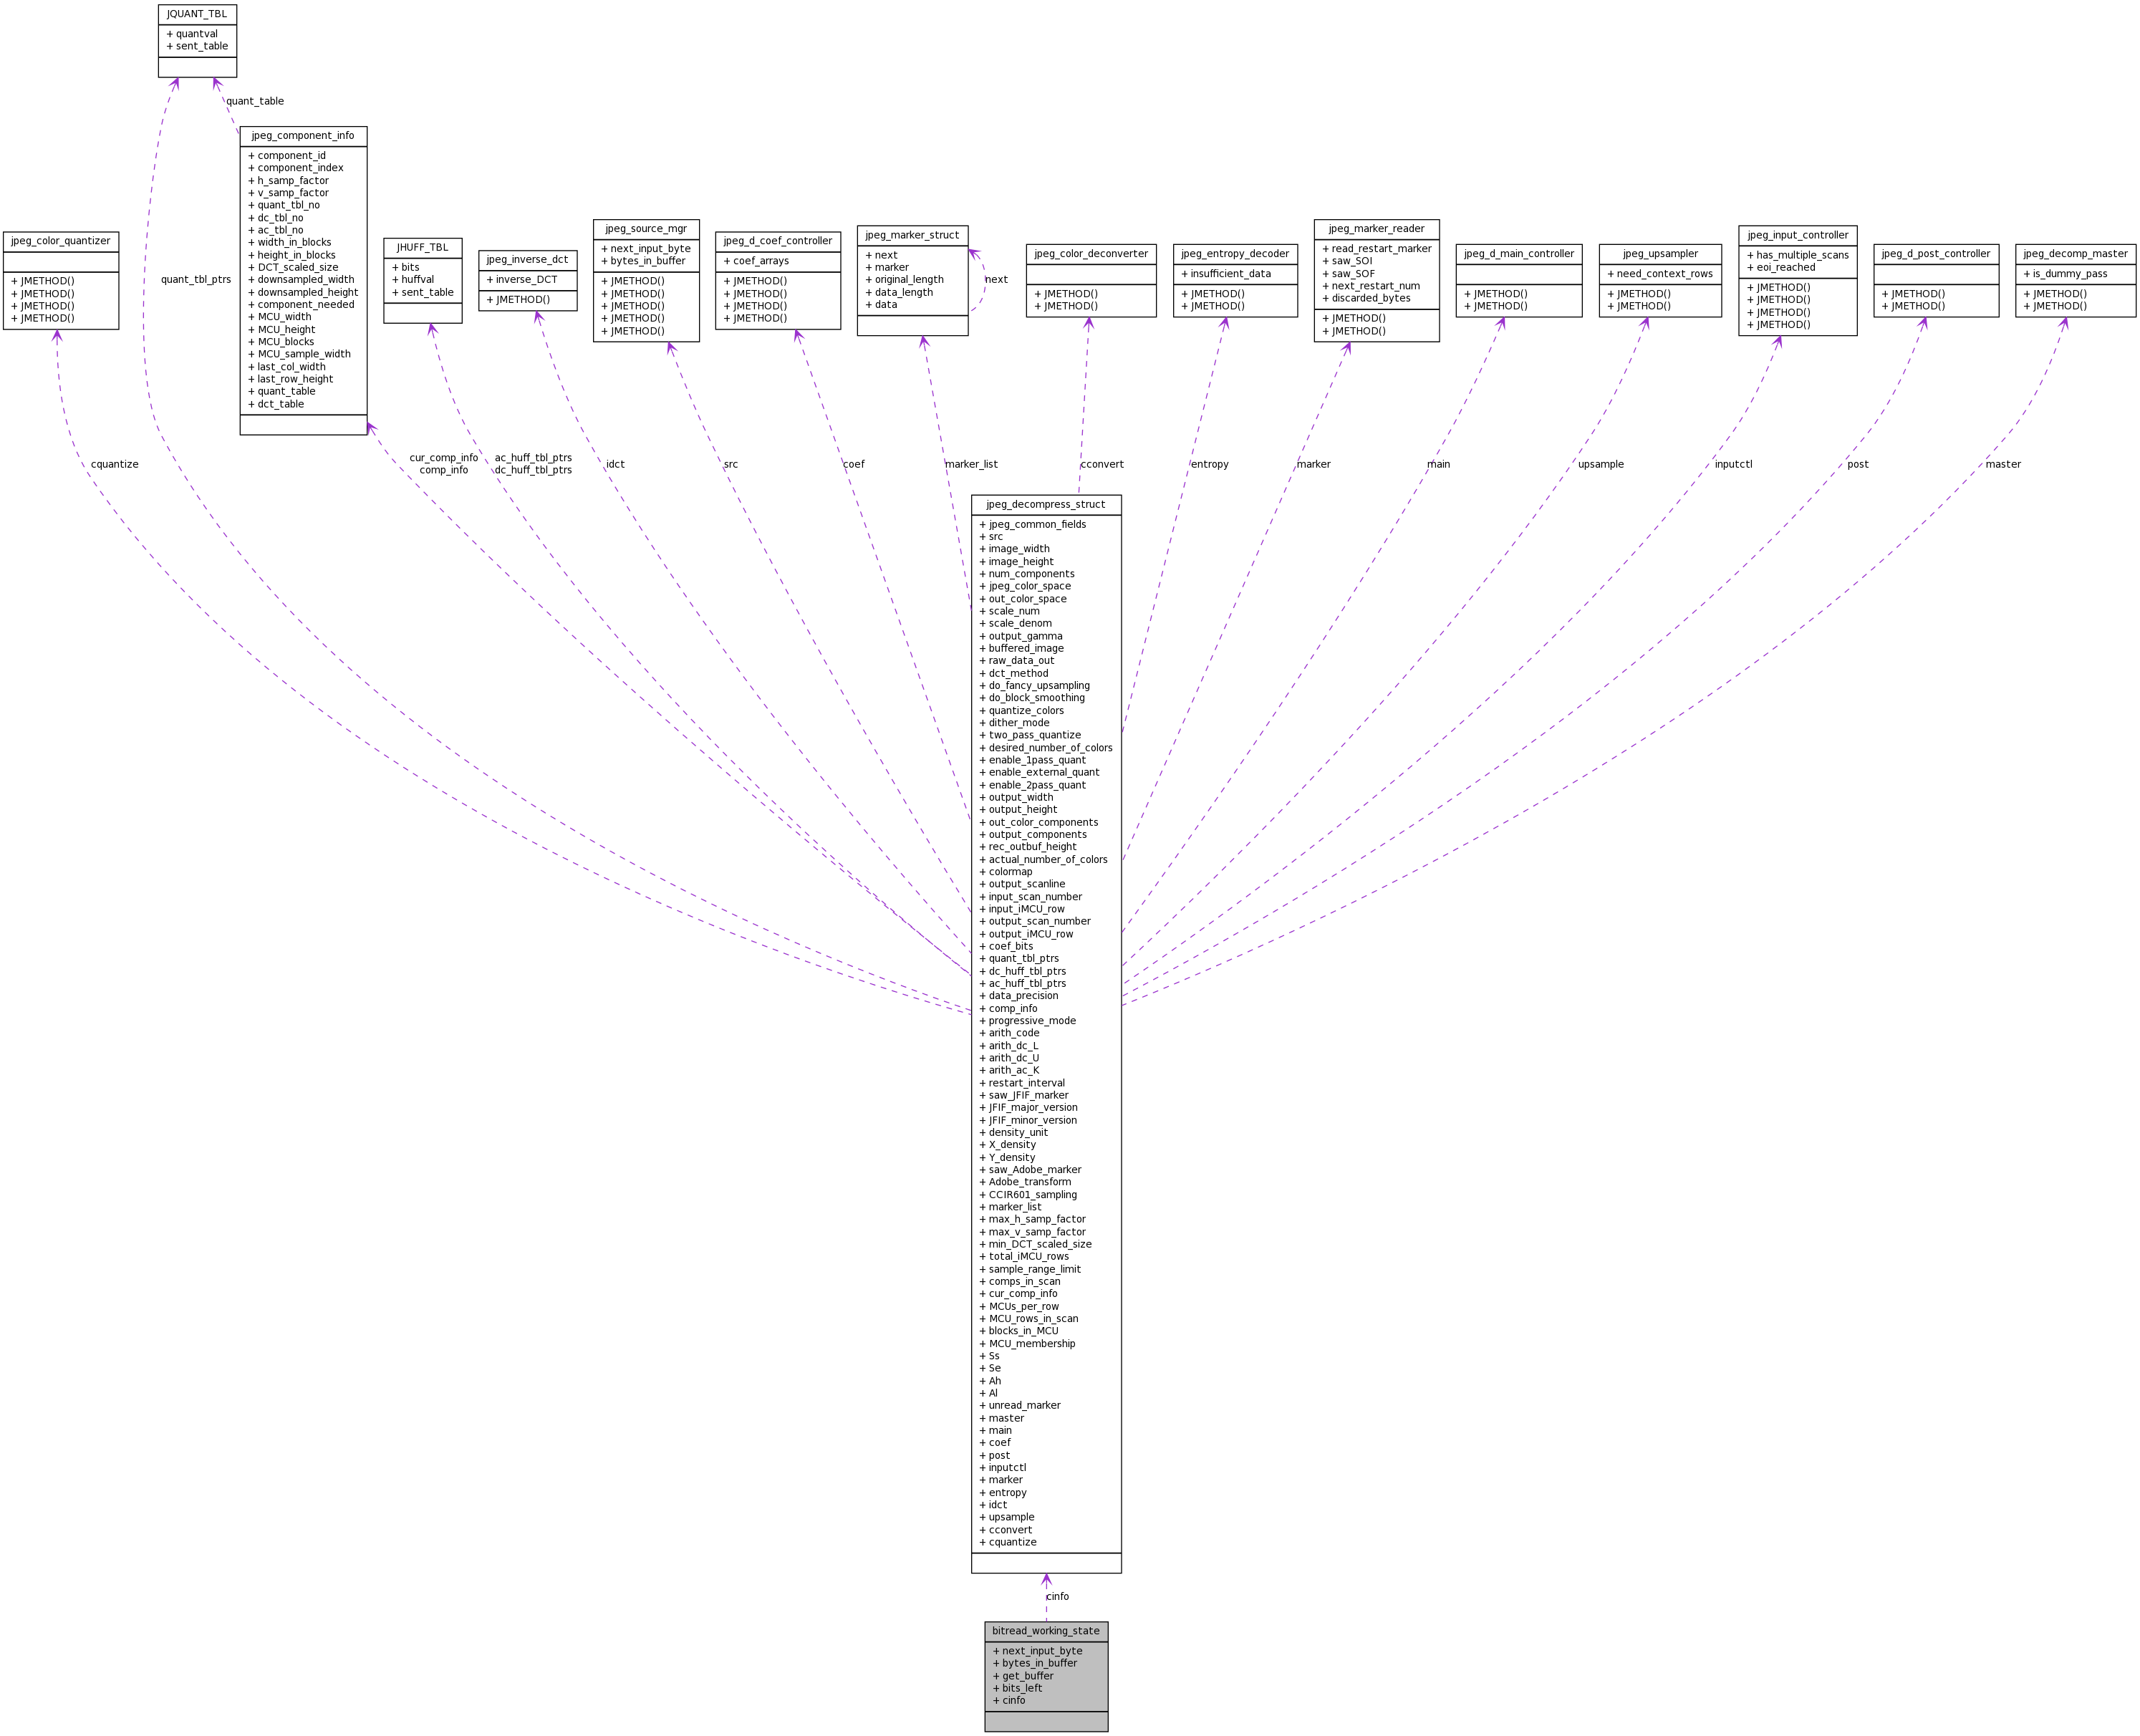 JQUANT_TBL
+ quantval
+ sent_table
quant_table
jpeg_component_info
+ component_id
+ component_index
+ h_samp_factor
+ v_samp_factor
+ quant_tbl_no
+ dc_tbl_no
+ ac_tbl_no
+ width_in_blocks
+ height_in_blocks
+ DCT_scaled_size
+ downsampled_width
+ downsampled_height
+ component_needed
+ MCU_width
+ MCU_height
+ MCU_blocks
+ MCU_sample_width
+ last_col_width
+ last_row_height
+ quant_table
+ dct_table
jpeg_color_quantizer
+ JMETHOD()
+ JMETHOD()
+ JMETHOD()
+ JMETHOD()
quant_tbl_ptrs
JHUFF_TBL
+ bits
+ huffval
+ sent_table
jpeg_inverse_dct
+ inverse_DCT
+ JMETHOD()
jpeg_source_mgr
+ next_input_byte
+ bytes_in_buffer
+ JMETHOD()
+ JMETHOD()
+ JMETHOD()
+ JMETHOD()
+ JMETHOD()
jpeg_d_coef_controller
+ coef_arrays
+ JMETHOD()
+ JMETHOD()
+ JMETHOD()
+ JMETHOD()
jpeg_marker_struct
+ next
+ marker
+ original_length
+ data_length
+ data
next
jpeg_color_deconverter
+ JMETHOD()
+ JMETHOD()
jpeg_entropy_decoder
+ insufficient_data
+ JMETHOD()
+ JMETHOD()
jpeg_marker_reader
+ read_restart_marker
+ saw_SOI
+ saw_SOF
+ next_restart_num
+ discarded_bytes
+ JMETHOD()
+ JMETHOD()
jpeg_d_main_controller
+ JMETHOD()
+ JMETHOD()
jpeg_upsampler
+ need_context_rows
+ JMETHOD()
+ JMETHOD()
jpeg_input_controller
+ has_multiple_scans
+ eoi_reached
+ JMETHOD()
+ JMETHOD()
+ JMETHOD()
+ JMETHOD()
jpeg_d_post_controller
+ JMETHOD()
+ JMETHOD()
jpeg_decomp_master
+ is_dummy_pass
+ JMETHOD()
+ JMETHOD()
cquantize
cur_comp_info
comp_info
ac_huff_tbl_ptrs
dc_huff_tbl_ptrs
idct
src
coef
marker_list
cconvert
entropy
marker
main
upsample
inputctl
post
master
jpeg_decompress_struct
+ jpeg_common_fields
+ src
+ image_width
+ image_height
+ num_components
+ jpeg_color_space
+ out_color_space
+ scale_num
+ scale_denom
+ output_gamma
+ buffered_image
+ raw_data_out
+ dct_method
+ do_fancy_upsampling
+ do_block_smoothing
+ quantize_colors
+ dither_mode
+ two_pass_quantize
+ desired_number_of_colors
+ enable_1pass_quant
+ enable_external_quant
+ enable_2pass_quant
+ output_width
+ output_height
+ out_color_components
+ output_components
+ rec_outbuf_height
+ actual_number_of_colors
+ colormap
+ output_scanline
+ input_scan_number
+ input_iMCU_row
+ output_scan_number
+ output_iMCU_row
+ coef_bits
+ quant_tbl_ptrs
+ dc_huff_tbl_ptrs
+ ac_huff_tbl_ptrs
+ data_precision
+ comp_info
+ progressive_mode
+ arith_code
+ arith_dc_L
+ arith_dc_U
+ arith_ac_K
+ restart_interval
+ saw_JFIF_marker
+ JFIF_major_version
+ JFIF_minor_version
+ density_unit
+ X_density
+ Y_density
+ saw_Adobe_marker
+ Adobe_transform
+ CCIR601_sampling
+ marker_list
+ max_h_samp_factor
+ max_v_samp_factor
+ min_DCT_scaled_size
+ total_iMCU_rows
+ sample_range_limit
+ comps_in_scan
+ cur_comp_info
+ MCUs_per_row
+ MCU_rows_in_scan
+ blocks_in_MCU
+ MCU_membership
+ Ss
+ Se
+ Ah
+ Al
+ unread_marker
+ master
+ main
+ coef
+ post
+ inputctl
+ marker
+ entropy
+ idct
+ upsample
+ cconvert
+ cquantize
cinfo
bitread_working_state
+ next_input_byte
+ bytes_in_buffer
+ get_buffer
+ bits_left
+ cinfo